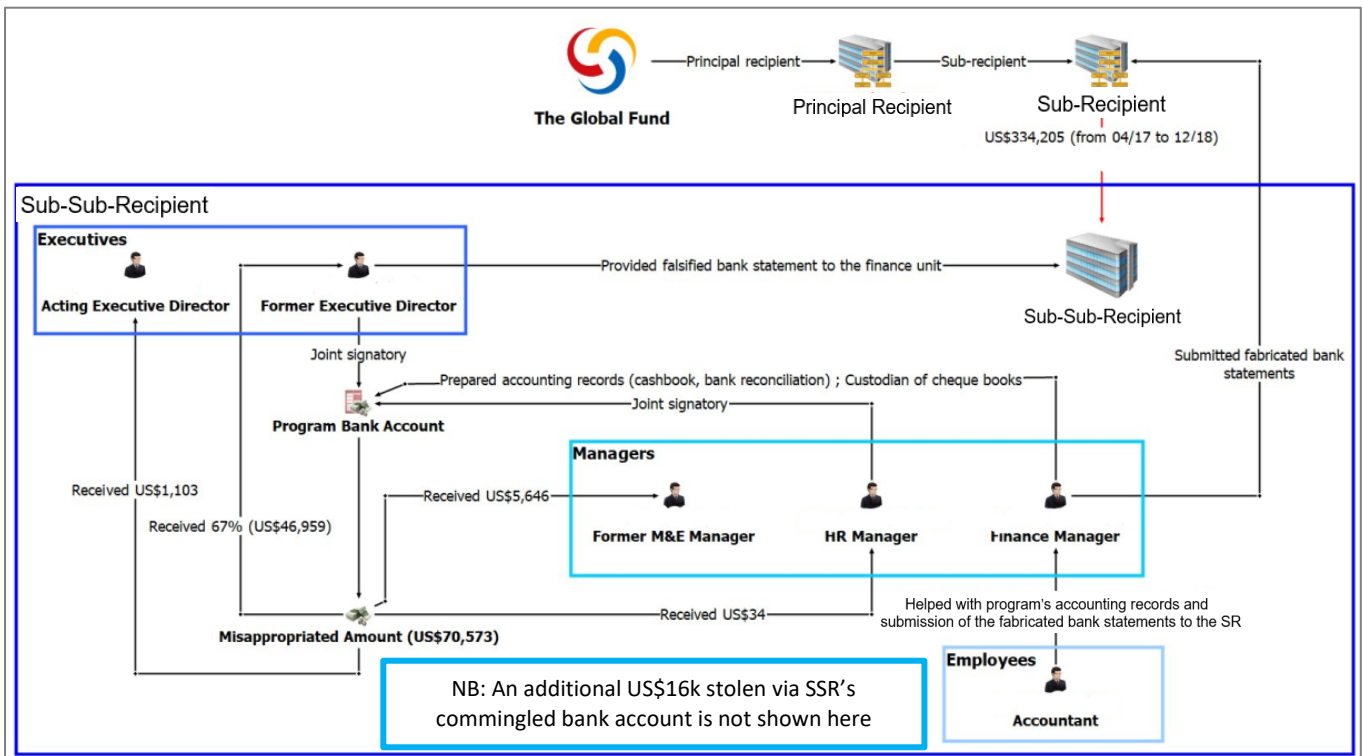 Principal recipient
Sub-recipient
The Global Fund
Principal Recipient
Sub-Recipient
US$334,205 (from 04/17 to 12/18)
Sub-Sub-Recipient
Executives
Acting Executive Director
Former Executive Director
Provided falsified bank statement to the finance unit
Sub-Sub-Recipient
Joint signatory
Submitted fabricated bank
statements
Prepared accounting records (cashbook, bank reconciliation) ; Custodian of cheque books
Joint signatory
Program Bank Account
Managers
Received US$1,103
Received US$5,646
Received 67% (US$46,959)
Former M&E Manager
HR Manager
Finance Manager
Received US$34
Helped with program's accounting records and
submission of the fabricated bank statements to the SR
Misappropriated Amount (US$70,573)
Employees
Accountant
NB: An additional US$16k stolen via SSR's
commingled bank account is not shown here